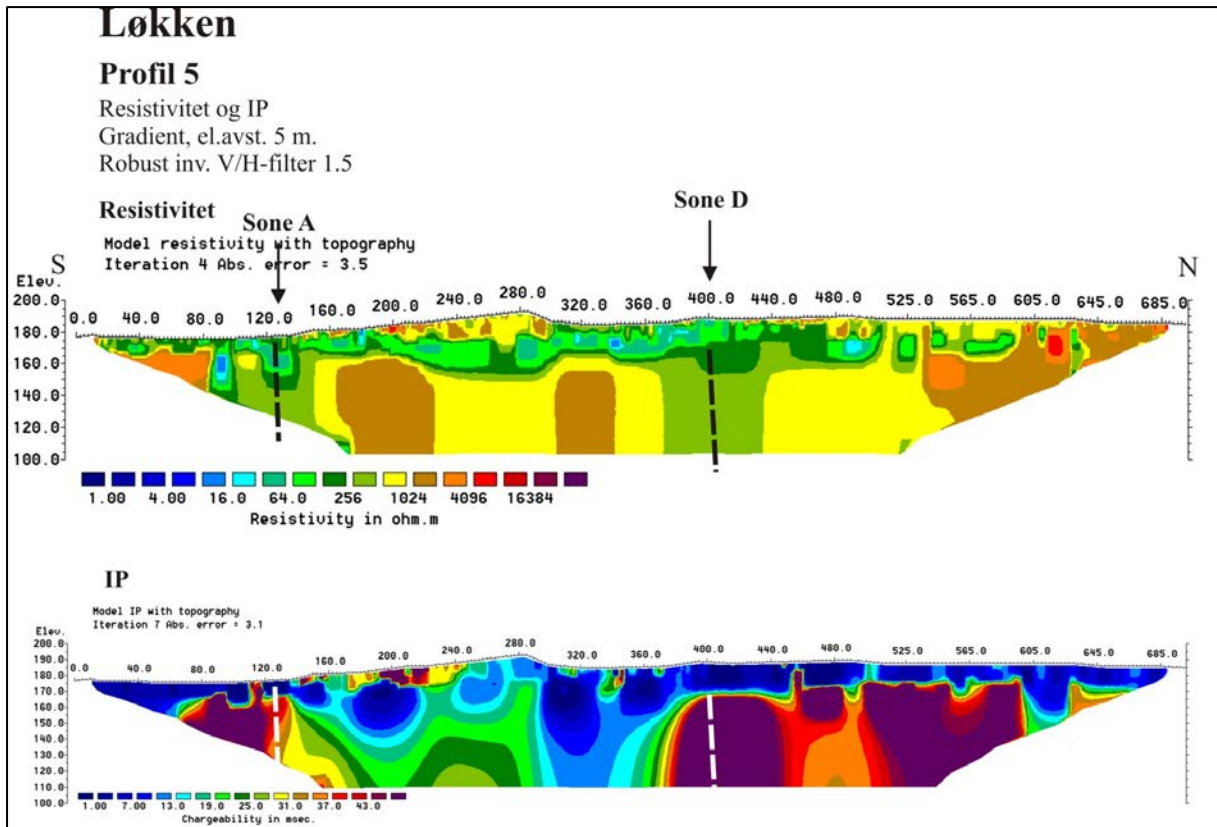 Løkken
Profil 5
Resistivitet og IP
Gradient, el.avst. 5 m.
Robust inv. V/H-filter 1.5
Resistivitet
Sone A
Sone D
Model resistivity with topography
Iteration 4 Abs. error = 3.5
S
N
Elev.
200.0
180.0
160.0
140.0
120.0
100.0
0.0 40.0 80.0 120.0 160.0 200.0 240.0 280.0 320.0 360.0 400.0 440.0 480.0 525.0 565.0 605.0 645.0 685.0
1.00 4.00 16.0 64.0 256 1024 4096 16384
Resistivity in ohm.m
IP
Model IP with topography
Iteration 7 Abs. error = 3.1
Elev.
200.0
190.0
180.0
170.0
160.0
150.0
140.0
130.0
120.0
110.0
100.0
0.0 40.0 80.0 120.0 160.0 200.0 240.0 280.0 320.0 360.0 400.0 440.0 480.0 525.0 565.0 605.0 645.0 685.0
1.00 7.00 13.0 19.0 25.0 31.0 37.0 43.0
Chargeability in msec.